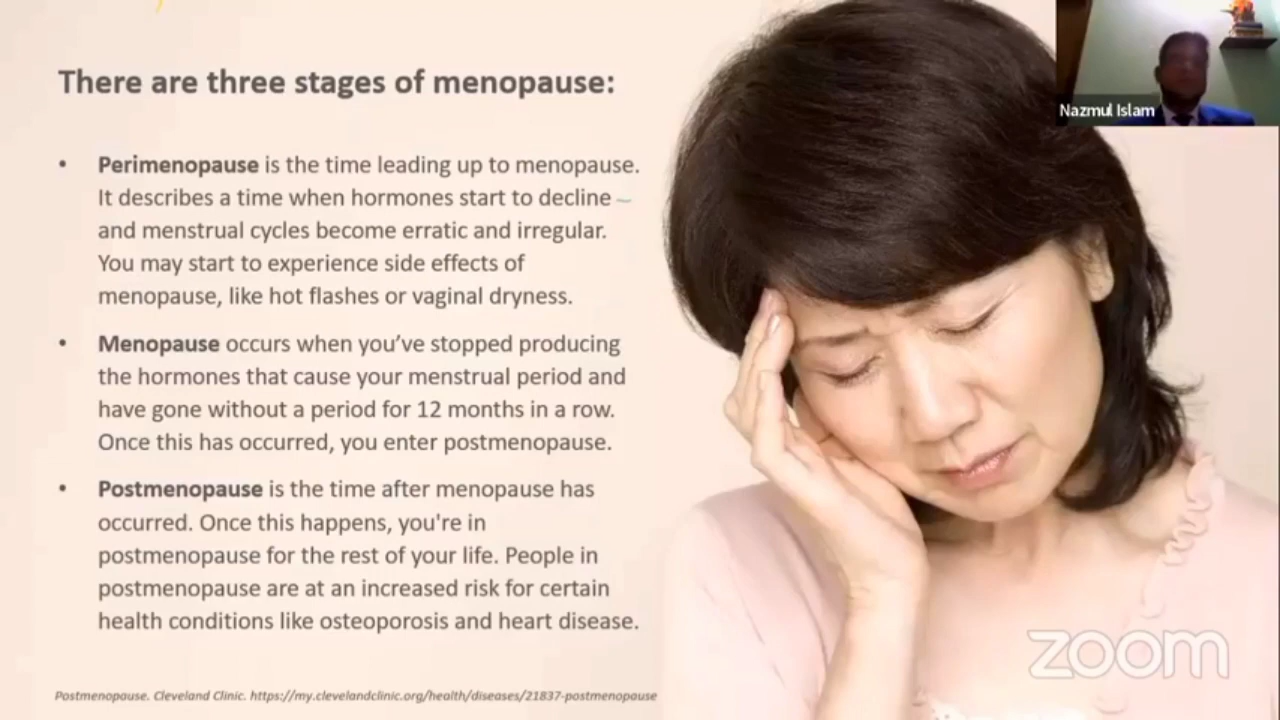 There are three stages of menopause:
Nazmul Islam
• Perimenopause is the time leading up to menopause.
It describes a time when hormones start to decline
and menstrual cycles become erratic and irregular.
You may start to experience side effects of
menopause, like hot flashes or vaginal dryness.
• Menopause occurs when you’ve stopped producing
the hormones that cause your menstrual period and
have gone without a period for 12 months in a row.
Once this has occurred, you enter postmenopause.
• Postmenopause is the time after menopause has
occurred. Once this happens, you're in
postmenopause for the rest of your life. People in
postmenopause are at an increased risk for certain
health conditions like osteoporosis and heart disease.
zoom
Postmenopause. Cleveland Clinic. https://my.clevelandclinic.org/health/diseases/21837-postmenopause